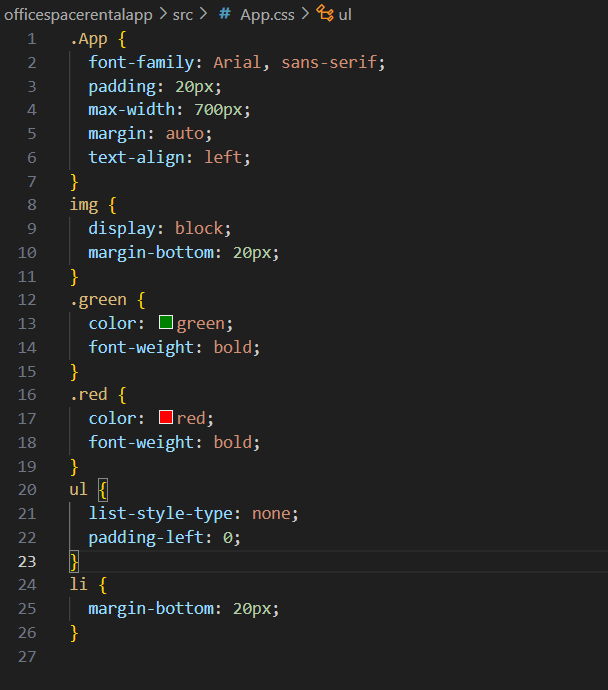 officespacerentalapp > src > # App.css > ul
1 .App {
2 font-family: Arial, sans-serif;
3 padding: 20px;
4 max-width: 700px;
5 margin: auto;
6 text-align: left;
7 }
8 img {
9 display: block;
10 margin-bottom: 20px;
11 }
12 .green {
13 color: green;
14 font-weight: bold;
15 }
16 .red {
17 color: red;
18 font-weight: bold;
19 }
20 ul {
21 list-style-type: none;
22 padding-left: 0;
23 }
24 li {
25 margin-bottom: 20px;
26 }
27